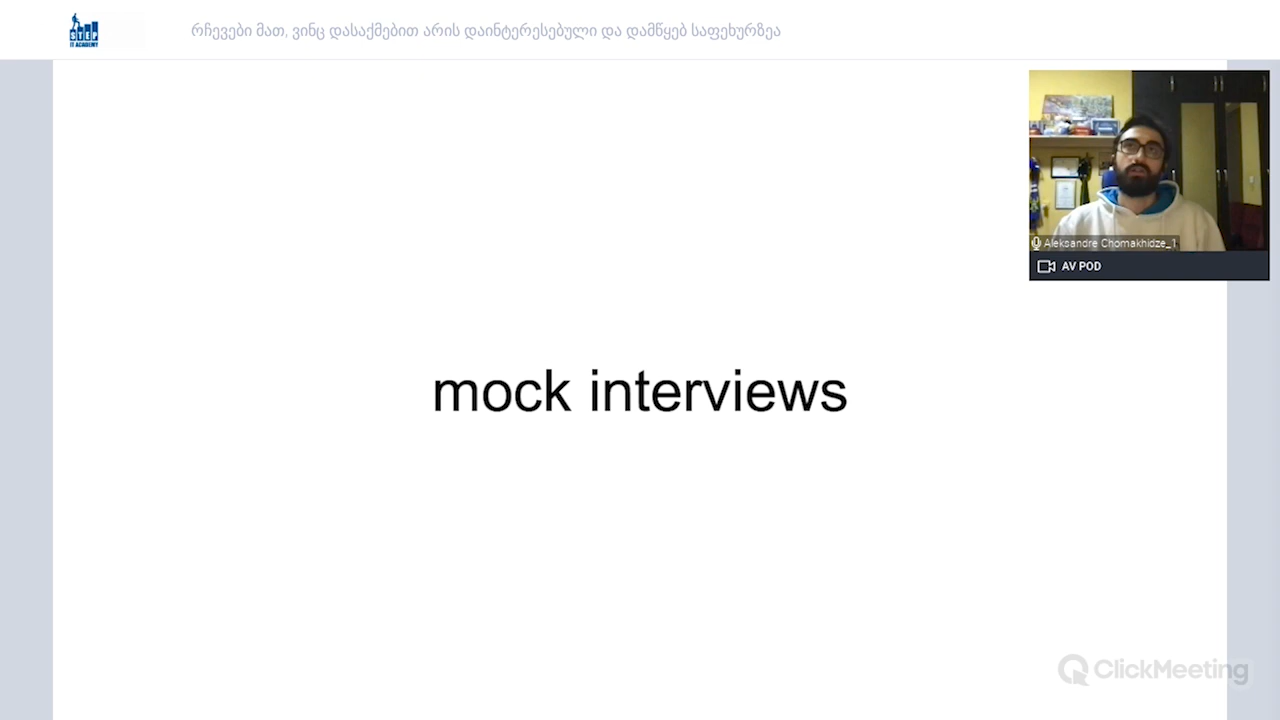 STEP
IT ACADEMY
რჩევები მათ, ვინც დასაქმებით არის დაინტერესებული და დამწყებ საფეხურზეა
Aleksandre Chomakhidze_1
AV POD
mock interviews
ClickMeeting